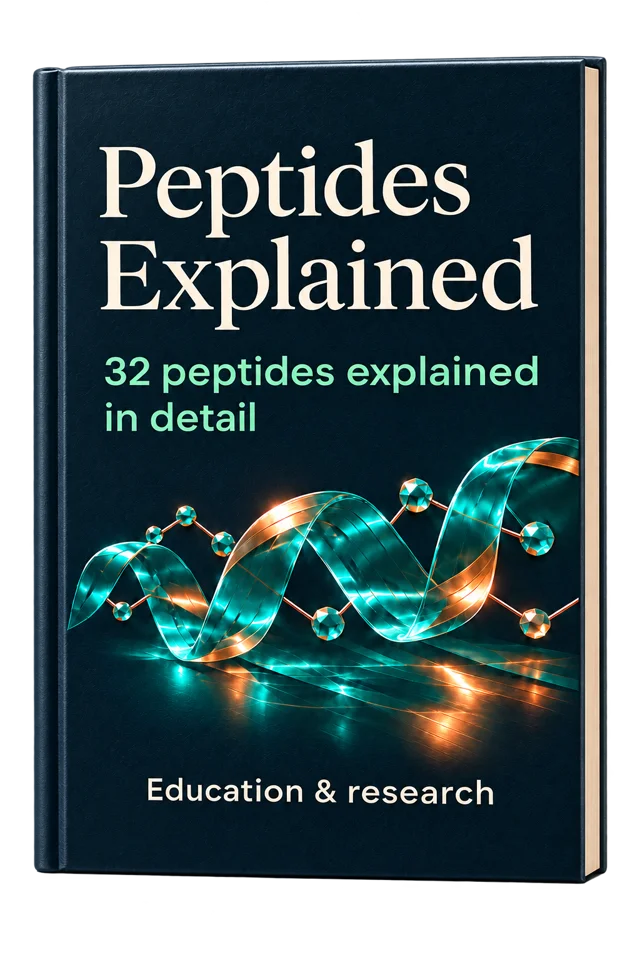 Peptides
Explained
32 peptides explained
in detail
Education & research